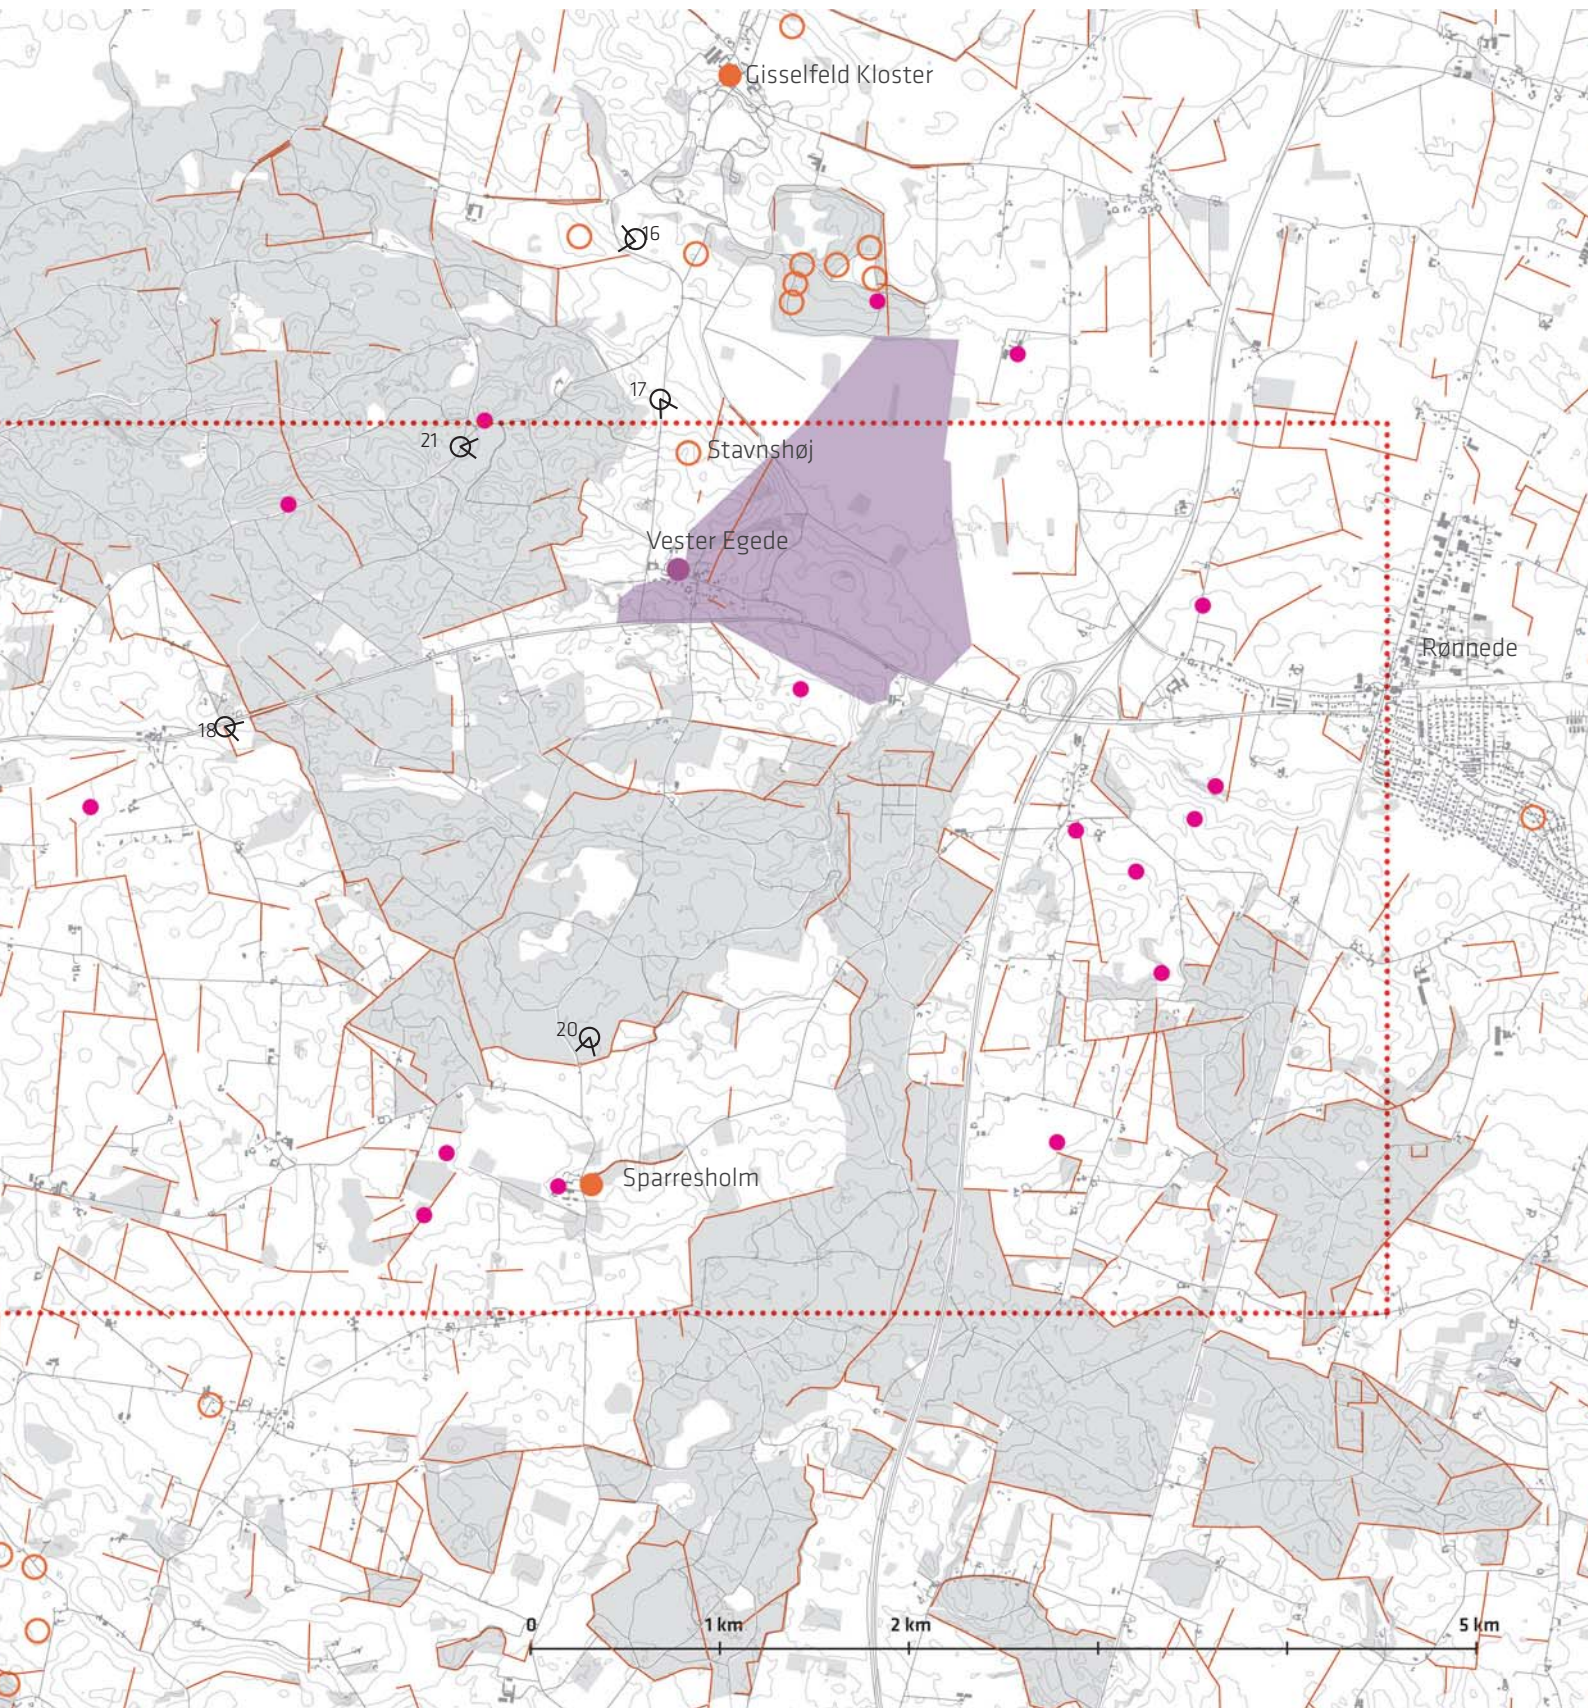 Gisselfeld Kloster
16
17
21
Stavnshøj
Vester Egede
Rønnede
18
20
Sparresholm
0
1 km
2 km
5 km